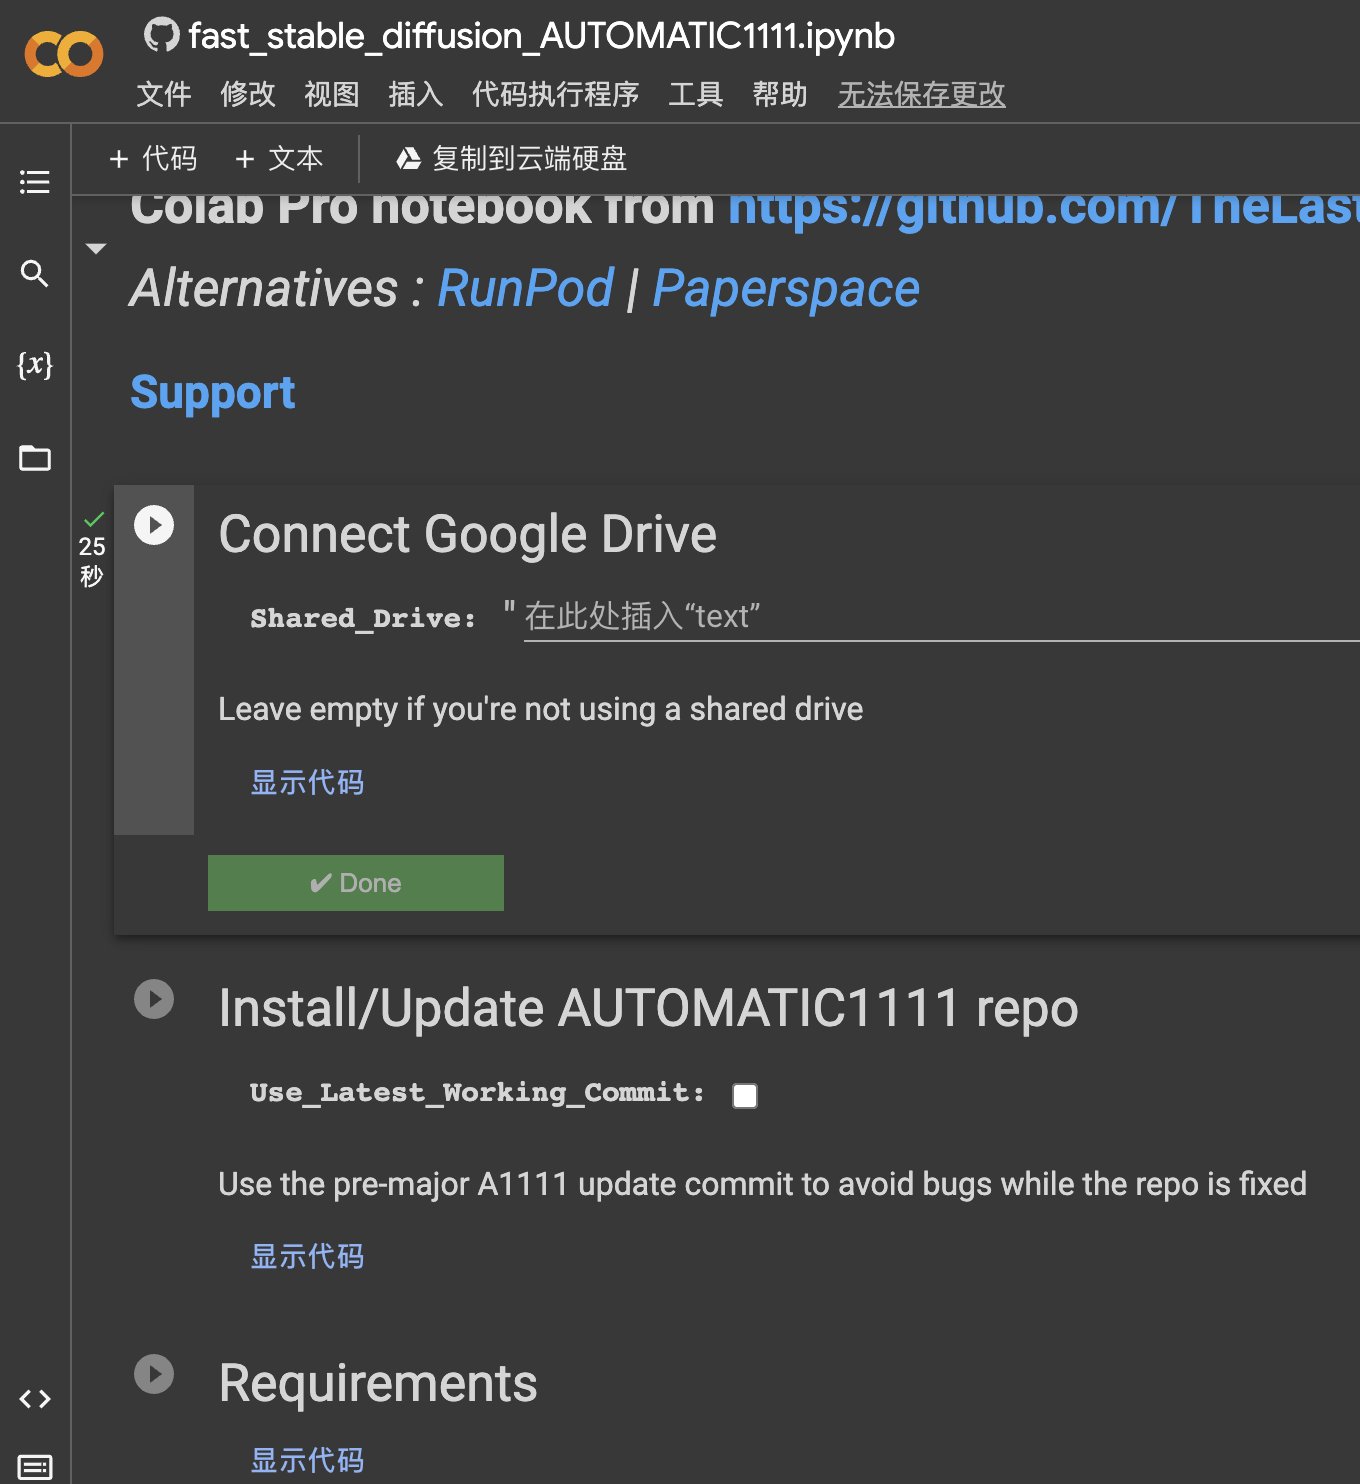 fast_stable_diffusion_AUTOMATIC1111.ipynb
文件 修改 视图 插入 代码执行程序 工具 帮助 无法保存更改
+ 代码 + 文本 复制到云端硬盘
Colab Pro notebook from https://github.com/TheLast
Alternatives : RunPod | Paperspace
Support
{x}
25
秒
Connect Google Drive
Shared_Drive: " 在此处插入“text”
Leave empty if you're not using a shared drive
显示代码
✔ Done
Install/Update AUTOMATIC1111 repo
Use_Latest_Working_Commit:
Use the pre-major A1111 update commit to avoid bugs while the repo is fixed
显示代码
Requirements
显示代码